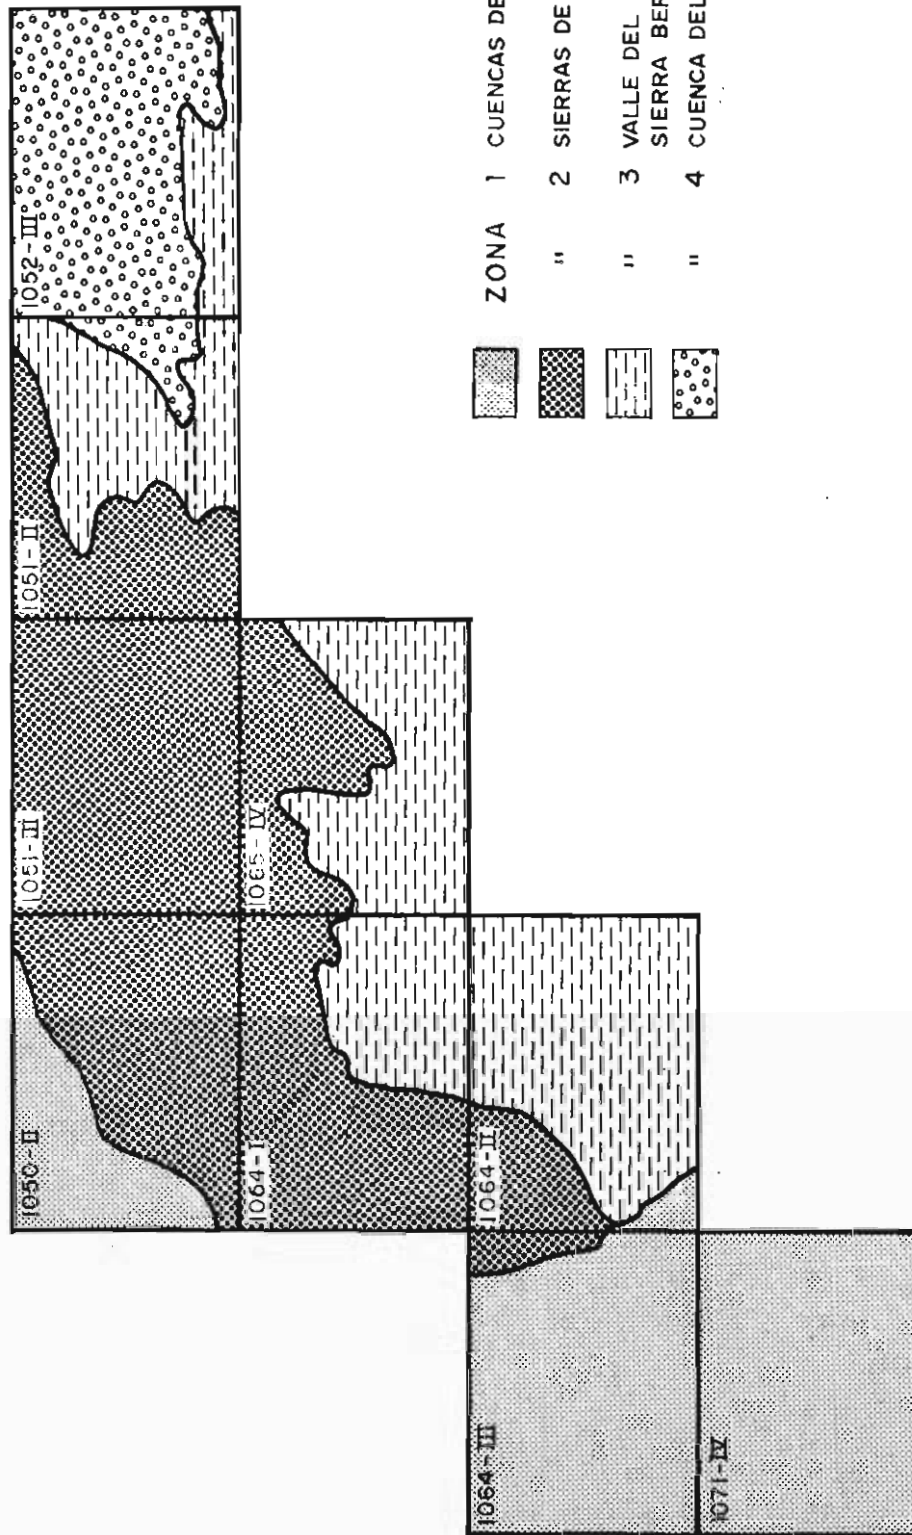 1050-II
1051-III
1051-II
1052-III
1064-I
1065-IV
1064-III
1064-II
1071-IV
ZONA 1 CUENCAS DE
" 2 SIERRAS DE
" 3 VALLE DEL
SIERRA BER
" 4 CUENCA DEL